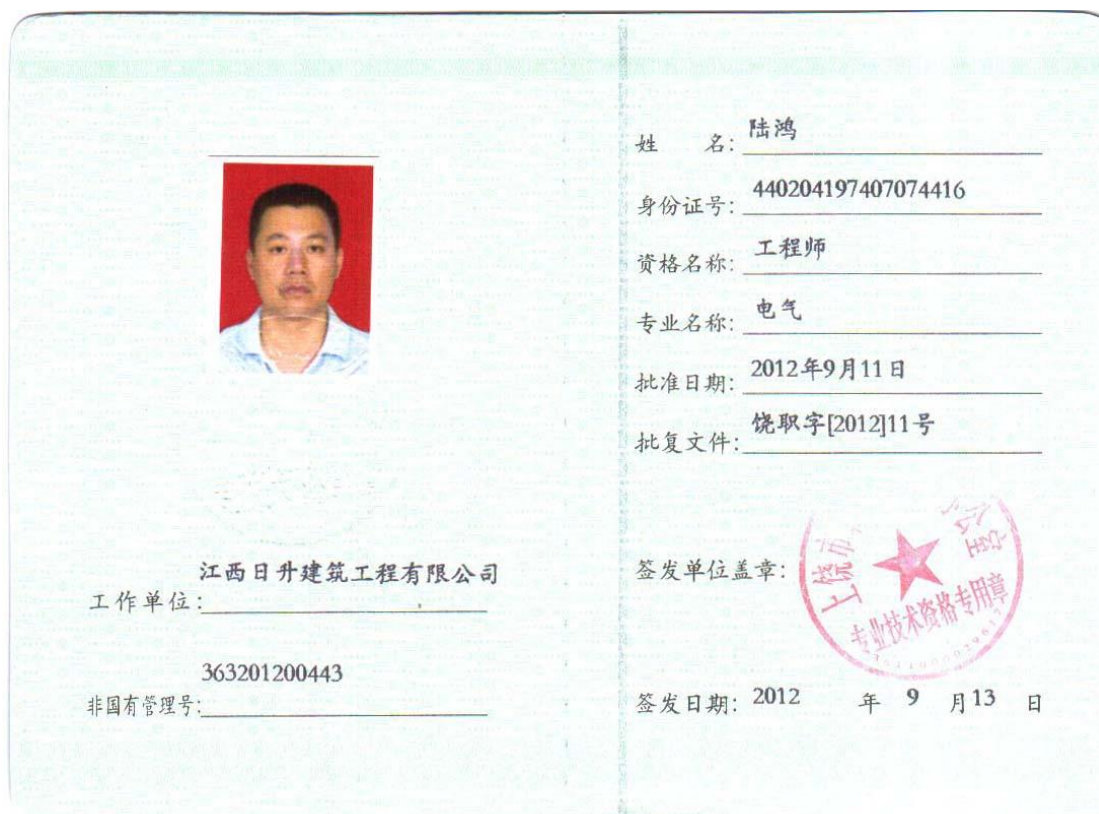 江西日升建筑工程有限公司
工作单位:
363201200443
非国有管理号:
姓 名: 陆鸿
身份证号: 440204197407074416
资格名称: 工程师
专业名称: 电气
批准日期: 2012年9月11日
批复文件: 饶职字[2012]11号
签发单位盖章:
上饶市
专业技术资格专用章
签发日期: 2012 年 9 月 13 日